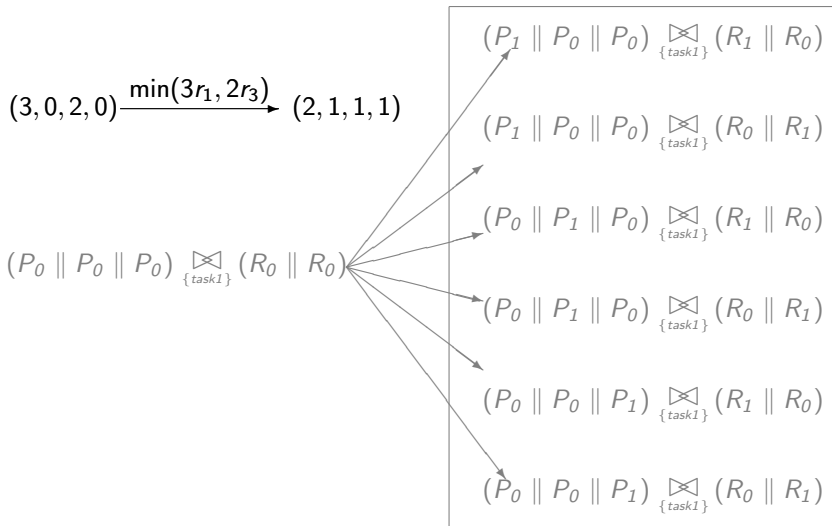 (P₁ ∥ P₀ ∥ P₀) ⋈_{task1} (R₁ ∥ R₀)
(3, 0, 2, 0) —min(3r₁, 2r₃)→ (2, 1, 1, 1)
(P₁ ∥ P₀ ∥ P₀) ⋈_{task1} (R₀ ∥ R₁)
(P₀ ∥ P₁ ∥ P₀) ⋈_{task1} (R₁ ∥ R₀)
(P₀ ∥ P₀ ∥ P₀) ⋈_{task1} (R₀ ∥ R₀)
(P₀ ∥ P₁ ∥ P₀) ⋈_{task1} (R₀ ∥ R₁)
(P₀ ∥ P₀ ∥ P₁) ⋈_{task1} (R₁ ∥ R₀)
(P₀ ∥ P₀ ∥ P₁) ⋈_{task1} (R₀ ∥ R₁)